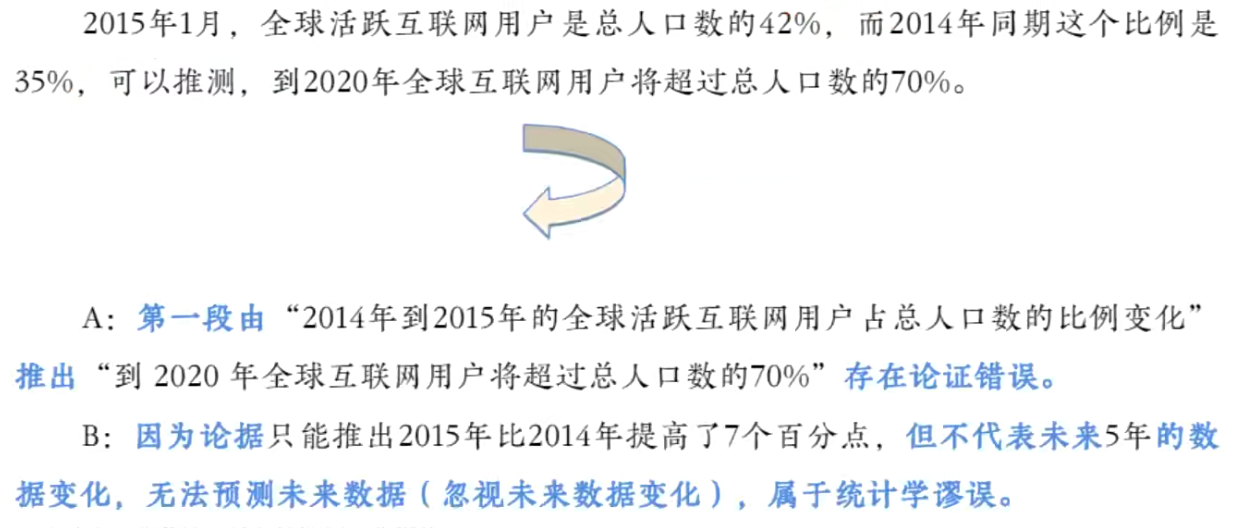 2015年1月，全球活跃互联网用户是总人口数的42%，而2014年同期这个比例是
35%，可以推测，到2020年全球互联网用户将超过总人口数的70%。
A：第一段由“2014年到2015年的全球活跃互联网用户占总人口数的比例变化”
推出“到 2020 年全球互联网用户将超过总人口数的70%”存在论证错误。
B：因为论据只能推出2015年比2014年提高了7个百分点，但不代表未来5年的数
据变化，无法预测未来数据（忽视未来数据变化），属于统计学谬误。